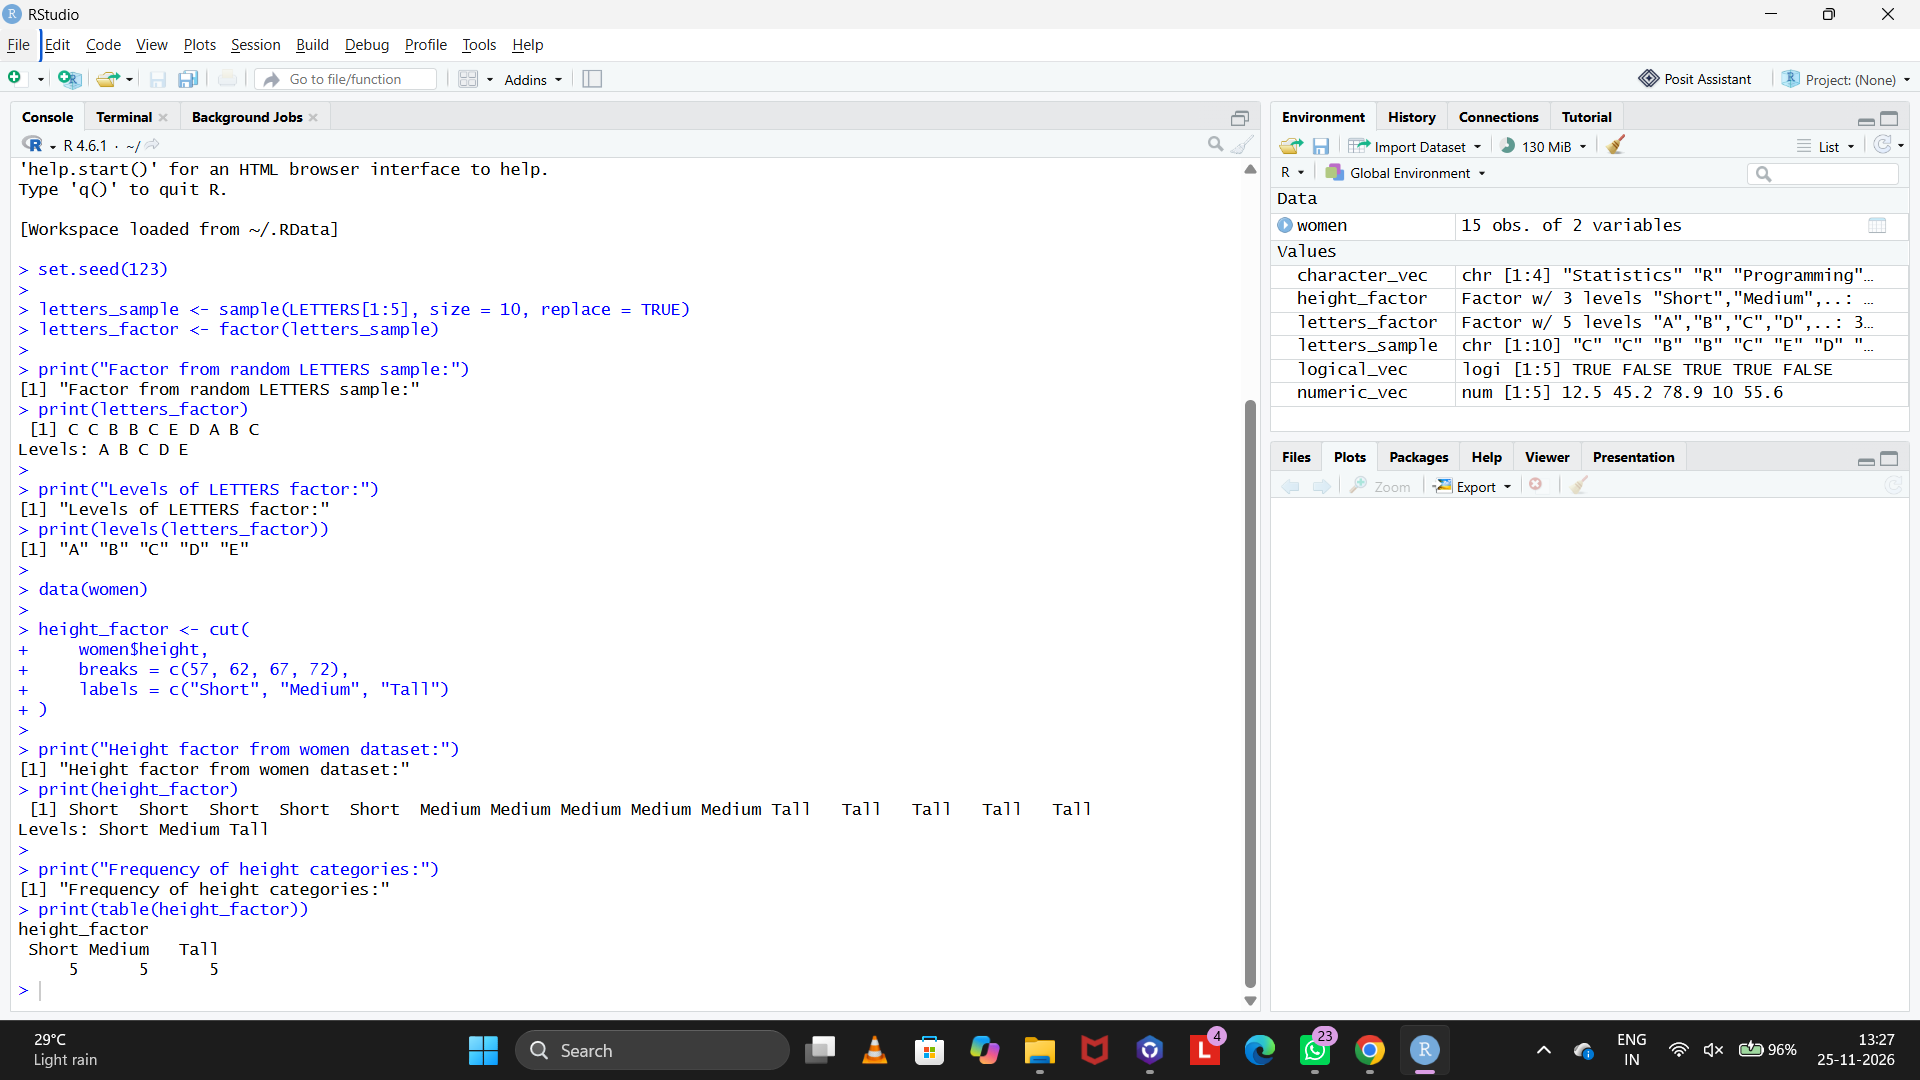 RStudio
File Edit Code View Plots Session Build Debug Profile Tools Help
Go to file/function Addins Posit Assistant Project: (None)
Console Terminal Background Jobs
R 4.6.1 · ~/
'help.start()' for an HTML browser interface to help.
Type 'q()' to quit R.
[Workspace loaded from ~/.RData]
> set.seed(123)
>
> letters_sample <- sample(LETTERS[1:5], size = 10, replace = TRUE)
> letters_factor <- factor(letters_sample)
>
> print("Factor from random LETTERS sample:")
[1] "Factor from random LETTERS sample:"
> print(letters_factor)
 [1] C C B B C E D A B C
Levels: A B C D E
>
> print("Levels of LETTERS factor:")
[1] "Levels of LETTERS factor:"
> print(levels(letters_factor))
[1] "A" "B" "C" "D" "E"
>
> data(women)
>
> height_factor <- cut(
+     women$height,
+     breaks = c(57, 62, 67, 72),
+     labels = c("Short", "Medium", "Tall")
+ )
>
> print("Height factor from women dataset:")
[1] "Height factor from women dataset:"
> print(height_factor)
 [1] Short  Short  Short  Short  Short  Medium Medium Medium Medium Medium Tall   Tall   Tall   Tall   Tall
Levels: Short Medium Tall
>
> print("Frequency of height categories:")
[1] "Frequency of height categories:"
> print(table(height_factor))
height_factor
 Short Medium   Tall
     5      5      5
>
Environment History Connections Tutorial
Import Dataset 130 MiB List
R Global Environment
Data
women 15 obs. of 2 variables
Values
character_vec chr [1:4] "Statistics" "R" "Programming"...
height_factor Factor w/ 3 levels "Short","Medium",..: ...
letters_factor Factor w/ 5 levels "A","B","C","D",..: 3...
letters_sample chr [1:10] "C" "C" "B" "B" "C" "E" "D" "...
logical_vec logi [1:5] TRUE FALSE TRUE TRUE FALSE
numeric_vec num [1:5] 12.5 45.2 78.9 10 55.6
Files Plots Packages Help Viewer Presentation
Zoom Export
29°C
Light rain
Search
L 4
23
R
ENG
IN
96%
13:27
25-11-2026